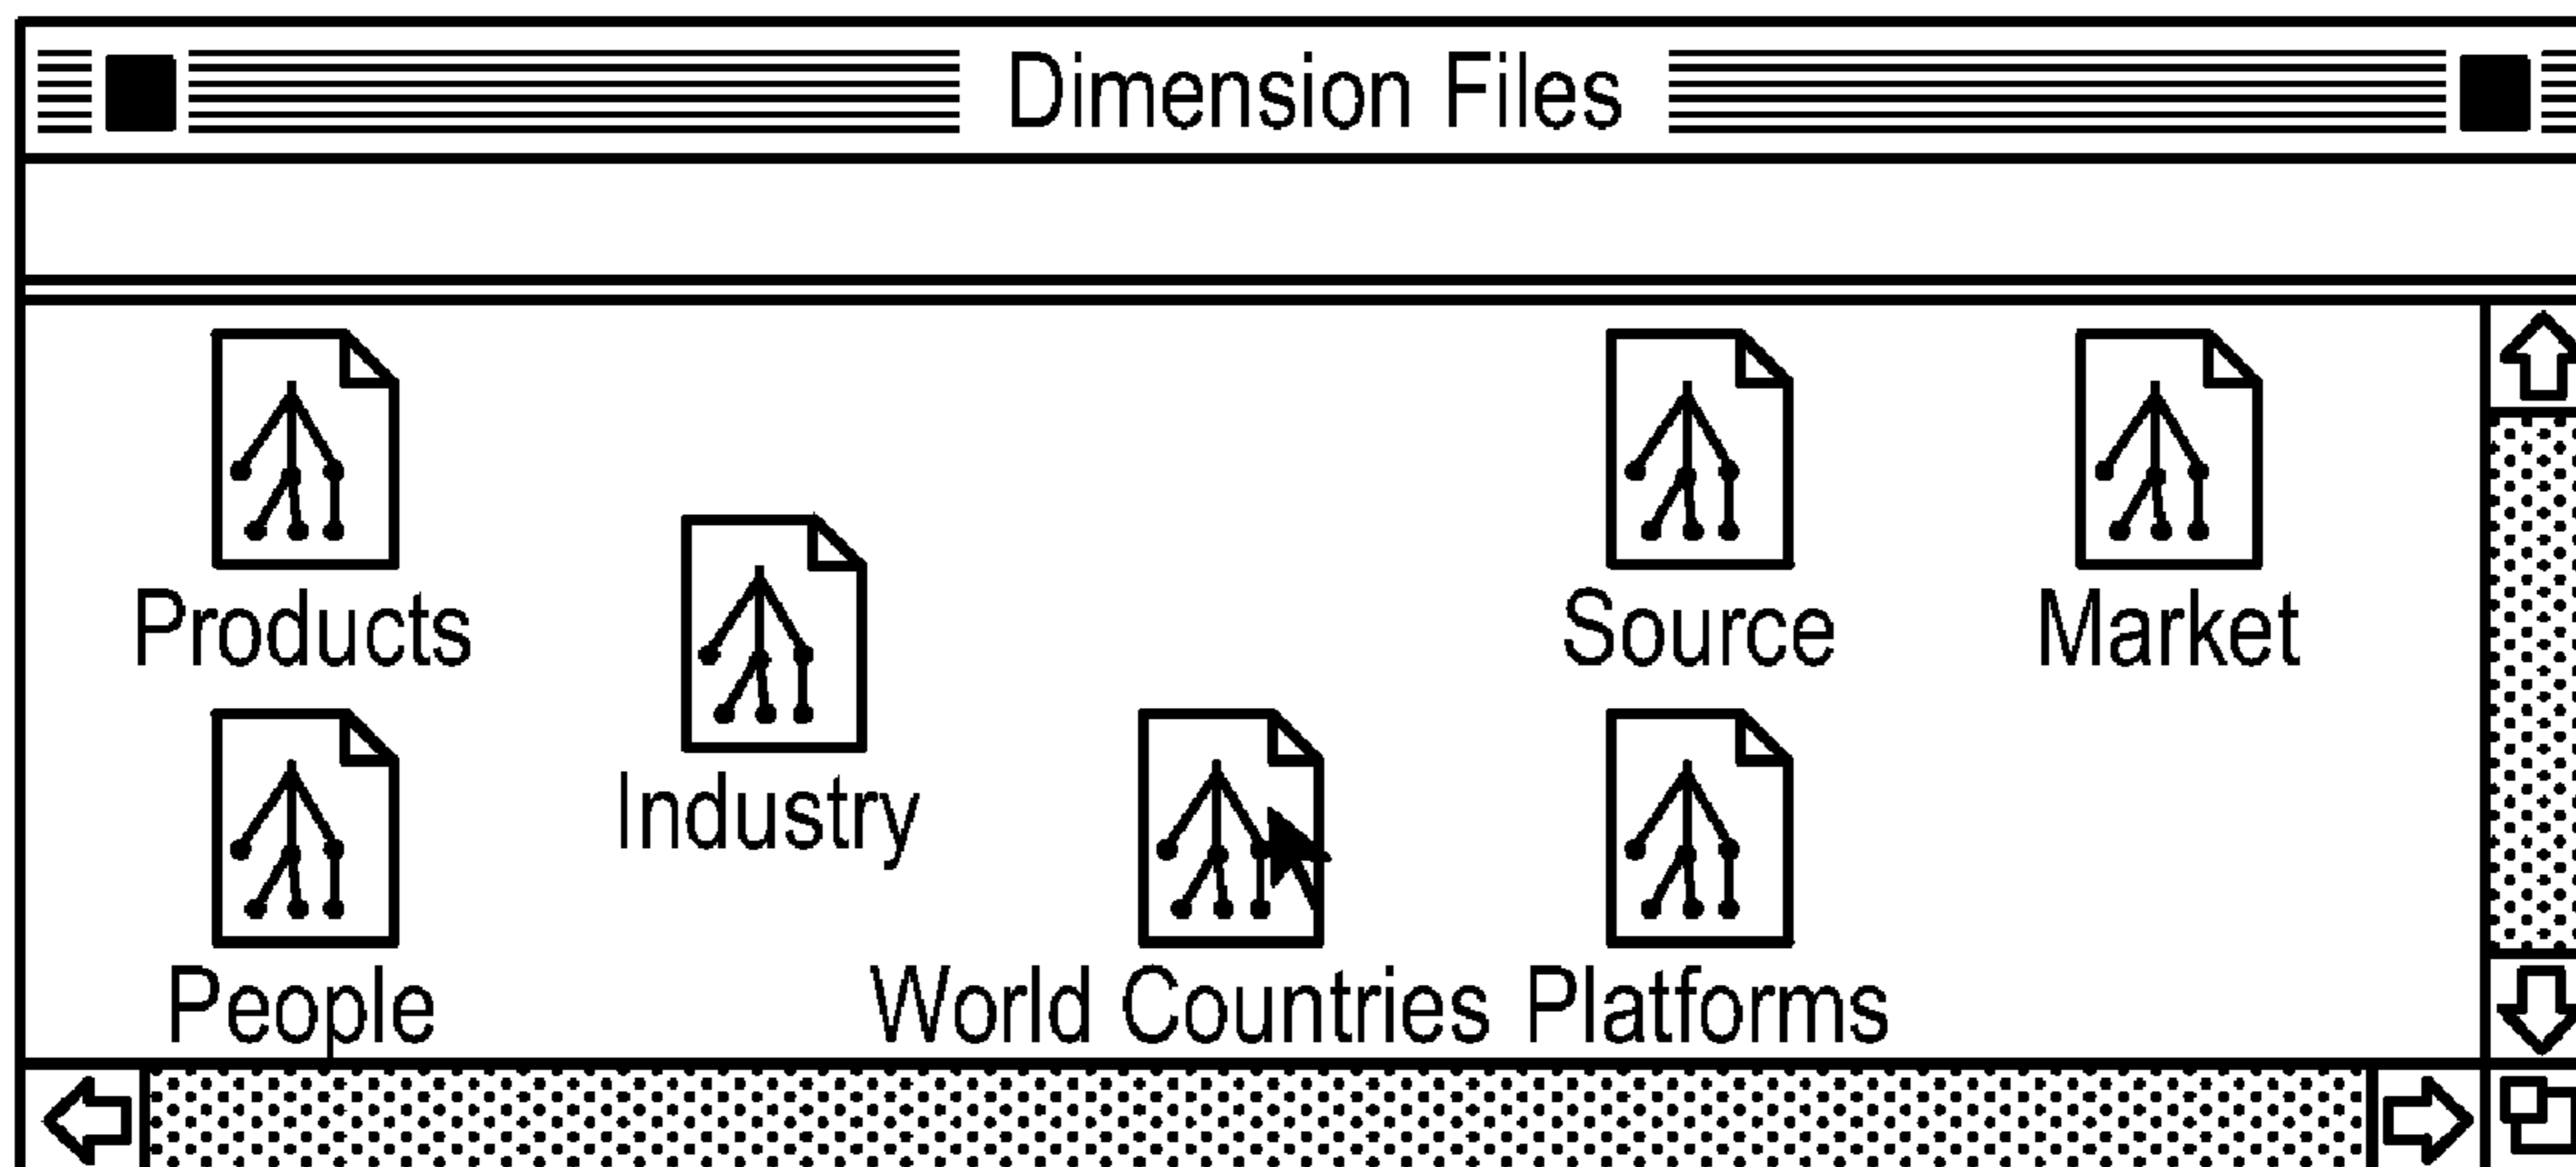 Dimension Files
Products
Source
Market
Industry
People
World Countries
Platforms